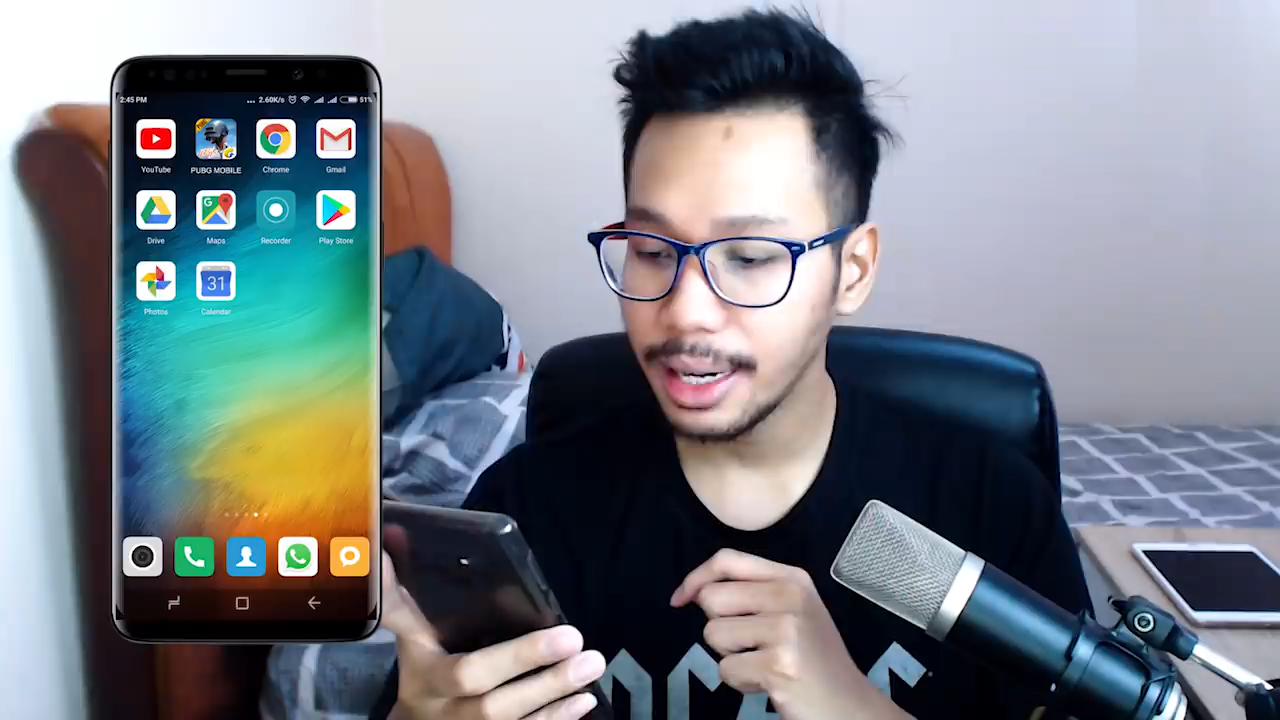 2:45 PM ... 2.60K/s 51%
YouTube PUBG MOBILE Chrome Gmail
G
Drive Maps Recorder Play Store
31
Photos Calendar